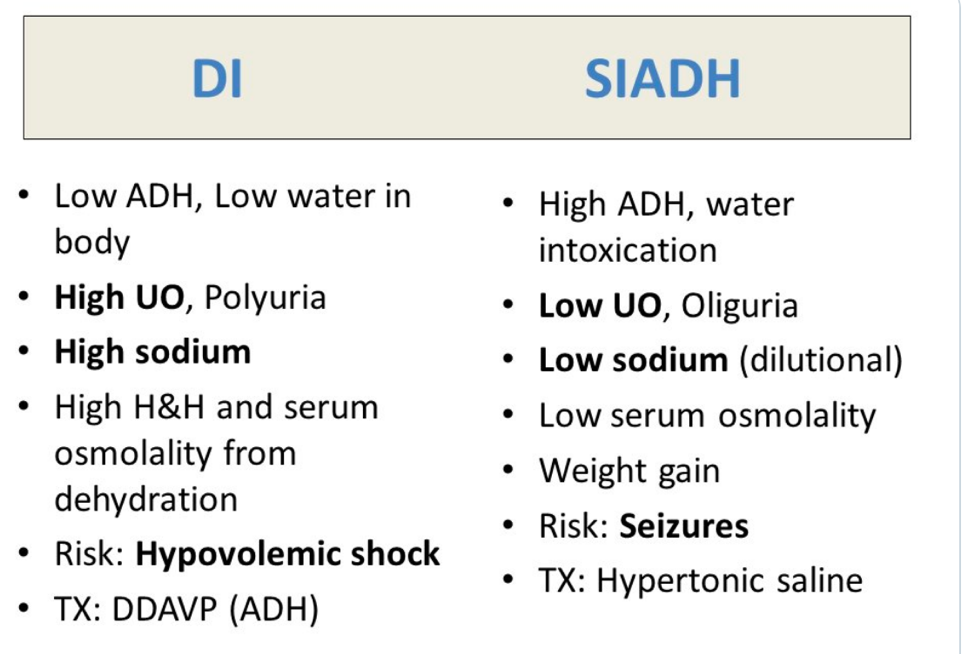 DI
SIADH
• Low ADH, Low water in
body
• High UO, Polyuria
• High sodium
• High H&H and serum
osmolality from
dehydration
• Risk: Hypovolemic shock
• TX: DDAVP (ADH)
• High ADH, water
intoxication
• Low UO, Oliguria
• Low sodium (dilutional)
• Low serum osmolality
• Weight gain
• Risk: Seizures
• TX: Hypertonic saline